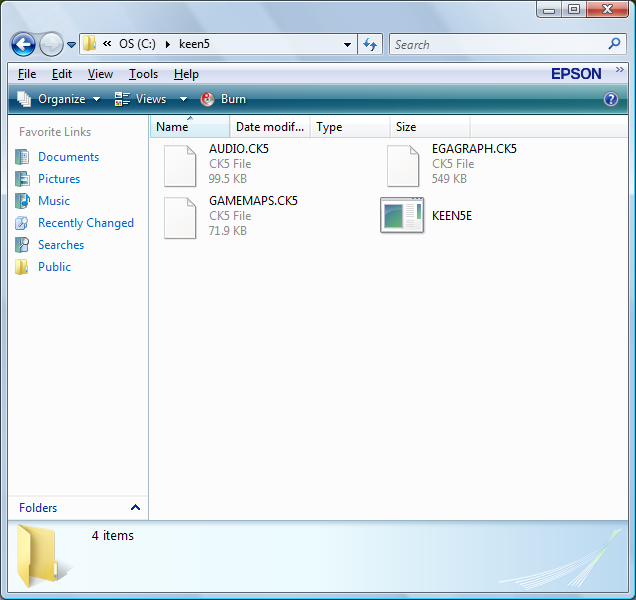 « OS (C:) keen5
Search
File Edit View Tools Help EPSON »
Organize Views Burn ?
Favorite Links
Documents
Pictures
Music
Recently Changed
Searches
Public
Folders
Name Date modif... Type Size
AUDIO.CK5
CK5 File
99.5 KB
EGAGRAPH.CK5
CK5 File
549 KB
GAMEMAPS.CK5
CK5 File
71.9 KB
KEEN5E
4 items